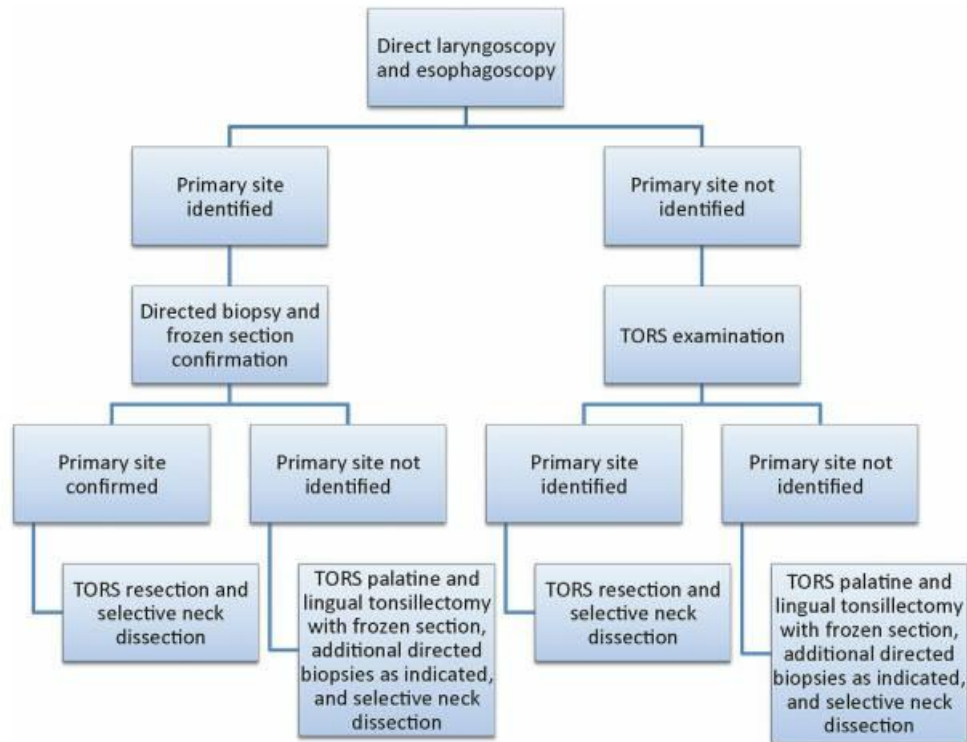 Direct laryngoscopy
and esophagoscopy
Primary site
identified
Primary site not
identified
Directed biopsy and
frozen section
confirmation
TORS examination
Primary site
confirmed
Primary site not
identified
Primary site
identified
Primary site not
identified
TORS resection and
selective neck
dissection
TORS palatine and
lingual tonsillectomy
with frozen section,
additional directed
biopsies as indicated,
and selective neck
dissection
TORS resection and
selective neck
dissection
TORS palatine and
lingual tonsillectomy
with frozen section,
additional directed
biopsies as indicated,
and selective neck
dissection